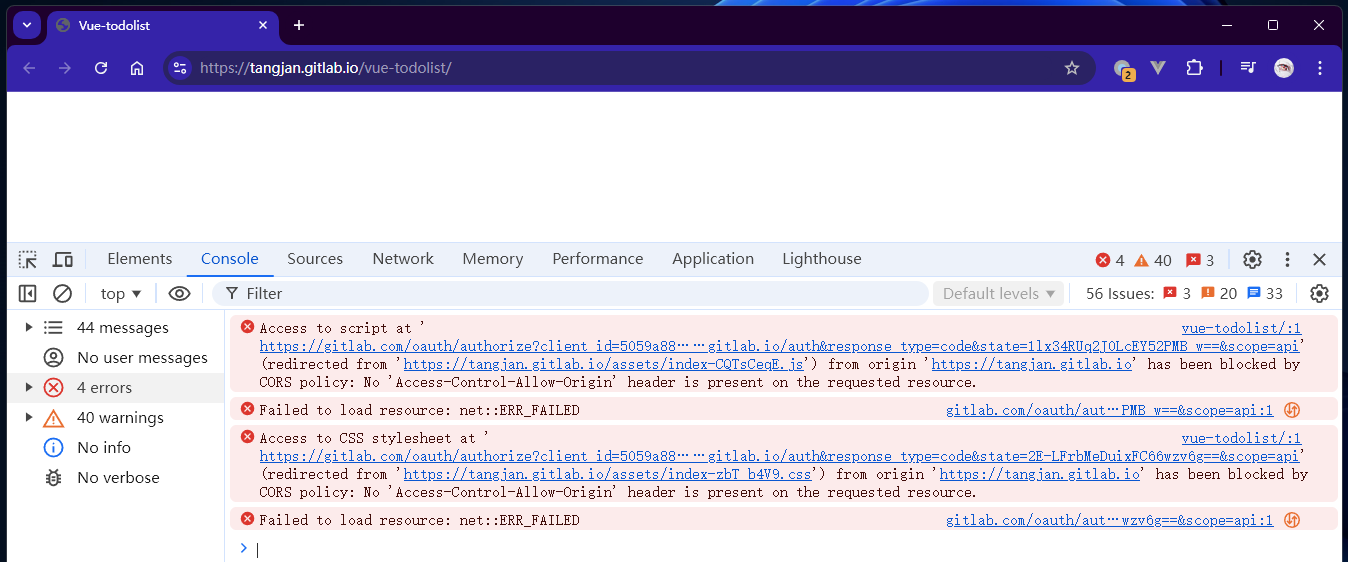 Vue-todolist
https://tangjan.gitlab.io/vue-todolist/
2
Elements
Console
Sources
Network
Memory
Performance
Application
Lighthouse
4
40
3
top
Filter
Default levels
56 Issues:
3
20
33
44 messages
No user messages
4 errors
40 warnings
No info
No verbose
Access to script at '
vue-todolist/:1
https://gitlab.com/oauth/authorize?client_id=5059a88……gitlab.io/auth&response_type=code&state=1lx34RUq2JOLcEY52PMB_w==&scope=api'
(redirected from 'https://tangjan.gitlab.io/assets/index-CQTsCeqE.js') from origin 'https://tangjan.gitlab.io' has been blocked by
CORS policy: No 'Access-Control-Allow-Origin' header is present on the requested resource.
Failed to load resource: net::ERR_FAILED
gitlab.com/oauth/aut…PMB_w==&scope=api:1
Access to CSS stylesheet at '
vue-todolist/:1
https://gitlab.com/oauth/authorize?client_id=5059a88……gitlab.io/auth&response_type=code&state=2E-LFrbMeDuixFC66wzv6g==&scope=api'
(redirected from 'https://tangjan.gitlab.io/assets/index-zbT_b4V9.css') from origin 'https://tangjan.gitlab.io' has been blocked by
CORS policy: No 'Access-Control-Allow-Origin' header is present on the requested resource.
Failed to load resource: net::ERR_FAILED
gitlab.com/oauth/aut…wzv6g==&scope=api:1